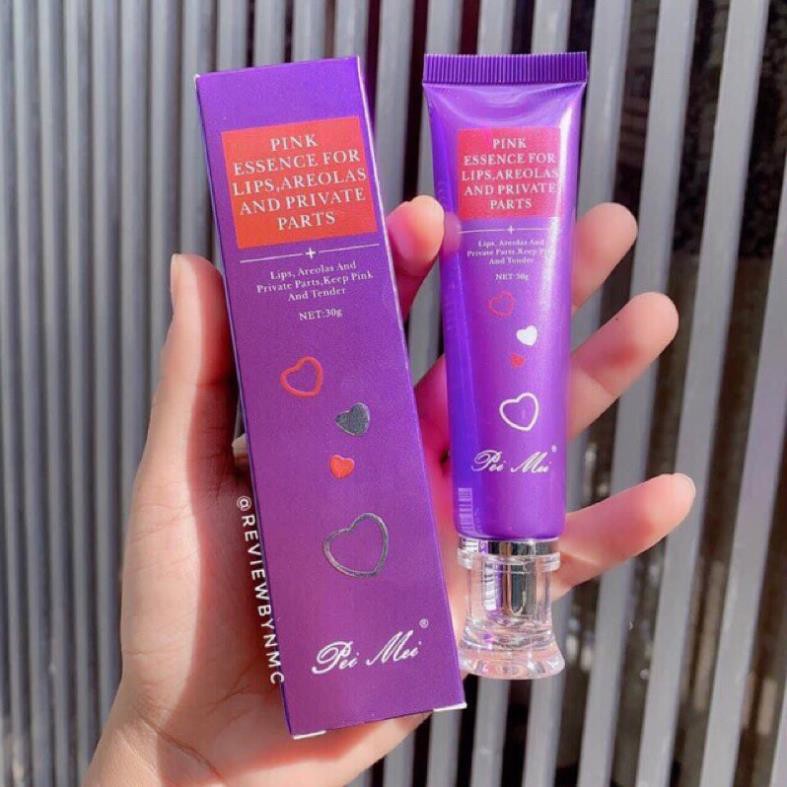 PINK
ESSENCE FOR
LIPS,AREOLAS
AND PRIVATE
PARTS
Lips, Areolas And
Private Parts,Keep Pink
And Tender
NET:30g
Pei Mei®
@REVIEWBYNMC
PINK
ESSENCE FOR
LIPS,AREOLAS
AND PRIVATE
PARTS
Lips, Areolas And
Private Parts,Keep Pink
And Tender
NET:30g
Pei Mei®